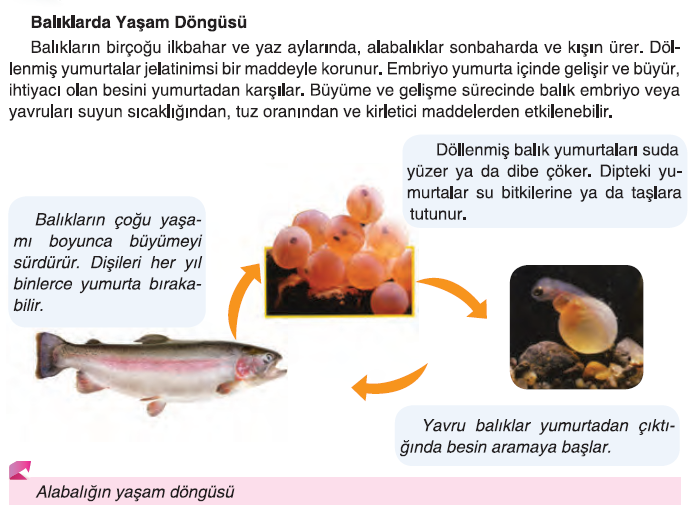 Balıklarda Yaşam Döngüsü
Balıkların birçoğu ilkbahar ve yaz aylarında, alabalıklar sonbaharda ve kışın ürer. Döl-
lenmiş yumurtalar jelatinimsi bir maddeyle korunur. Embriyo yumurta içinde gelişir ve büyür,
ihtiyacı olan besini yumurtadan karşılar. Büyüme ve gelişme sürecinde balık embriyo veya
yavruları suyun sıcaklığından, tuz oranından ve kirletici maddelerden etkilenebilir.
Döllenmiş balık yumurtaları suda
yüzer ya da dibe çöker. Dipteki yu-
murtalar su bitkilerine ya da taşlara
tutunur.
Balıkların çoğu yaşa-
mı boyunca büyümeyi
sürdürür. Dişileri her yıl
binlerce yumurta bıraka-
bilir.
Yavru balıklar yumurtadan çıktı-
ğında besin aramaya başlar.
Alabalığın yaşam döngüsü